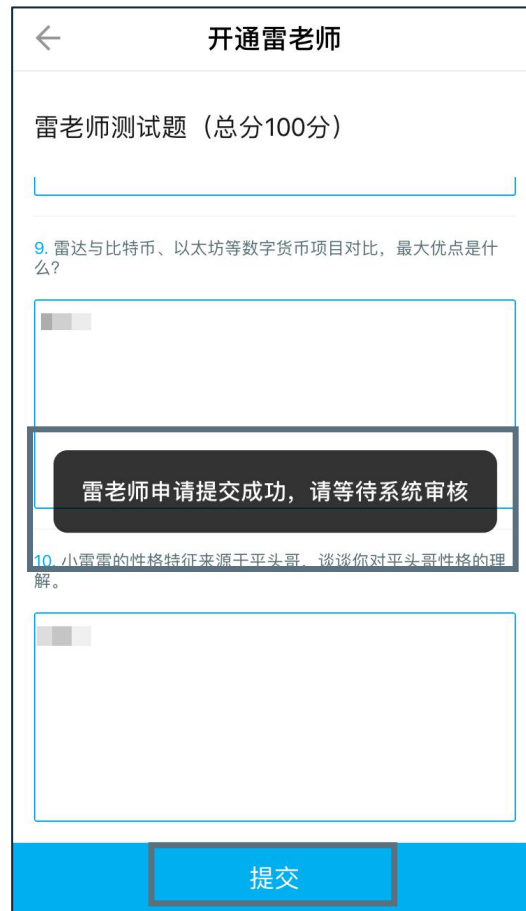 开通雷老师
雷老师测试题（总分100分）
9. 雷达与比特币、以太坊等数字货币项目对比，最大优点是什
么?
雷老师申请提交成功，请等待系统审核
10. 小雷雷的性格特征来源于平头哥，谈谈你对平头哥性格的理
解。
提交